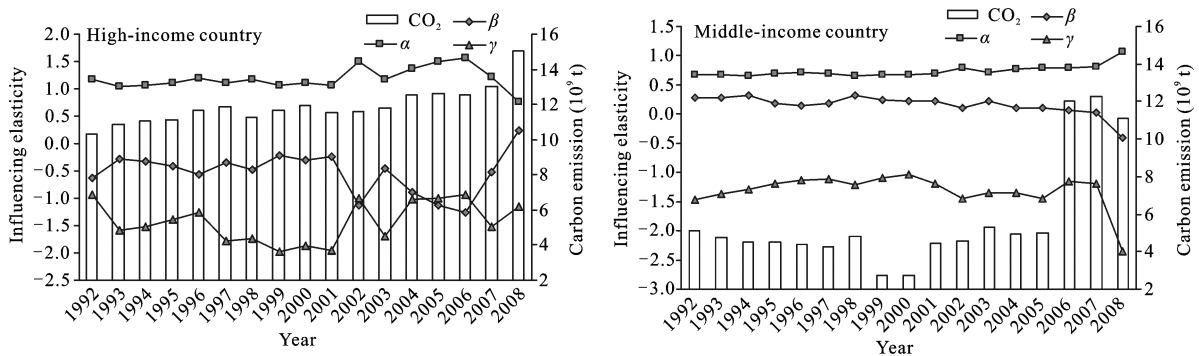 High-income country
CO₂ β
α γ
Influencing elasticity
2.0
1.5
1.0
0.5
0.0
−0.5
−1.0
−1.5
−2.0
−2.5
16
14
12
10
8
6
4
2
Carbon emission (10⁹ t)
1992 1993 1994 1995 1996 1997 1998 1999 2000 2001 2002 2003 2004 2005 2006 2007 2008
Year
Middle-income country
CO₂ β
α γ
Influencing elasticity
1.5
1.0
0.5
0.0
−0.5
−1.0
−1.5
−2.0
−2.5
−3.0
16
14
12
10
8
6
4
2
Carbon emission (10⁹ t)
1992 1993 1994 1995 1996 1997 1998 1999 2000 2001 2002 2003 2004 2005 2006 2007 2008
Year